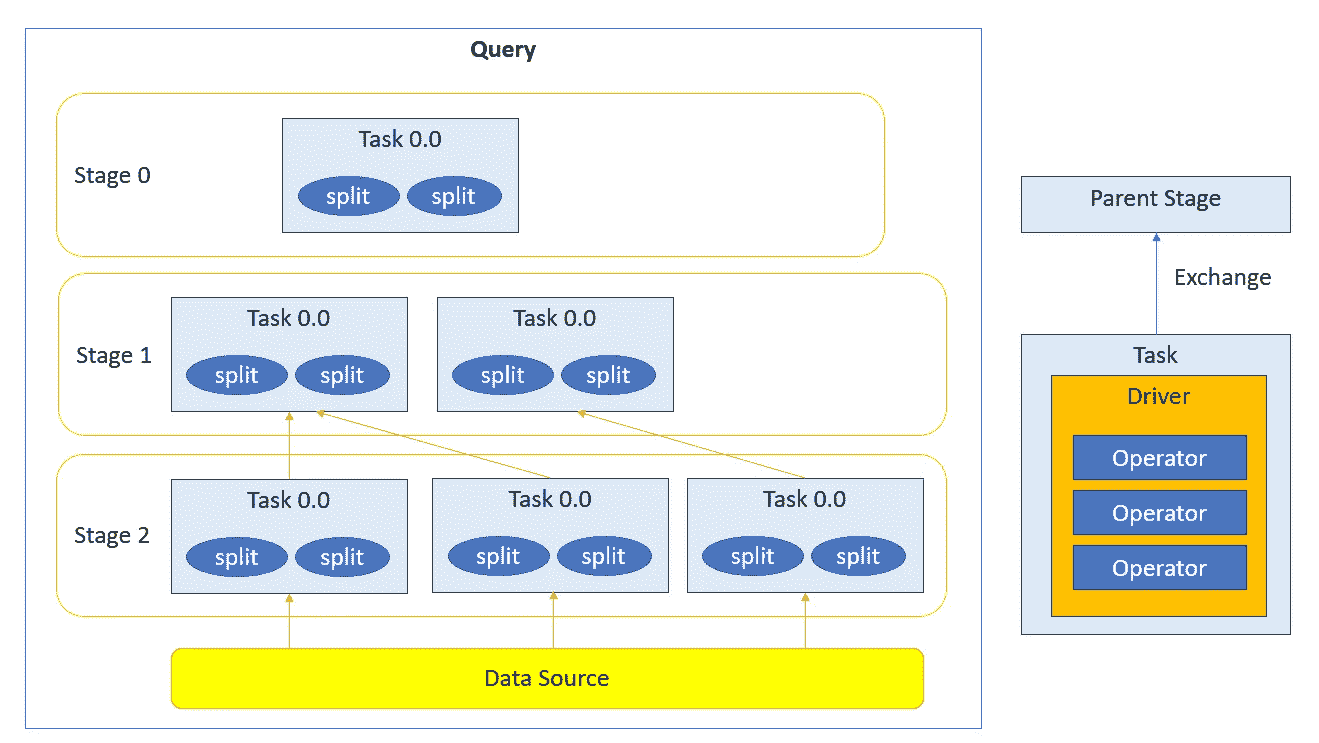 Query
Stage 0
Task 0.0
split split
Stage 1
Task 0.0 Task 0.0
split split split split
Stage 2
Task 0.0 Task 0.0 Task 0.0
split split split split split split
Data Source
Parent Stage
Exchange
Task
Driver
Operator
Operator
Operator